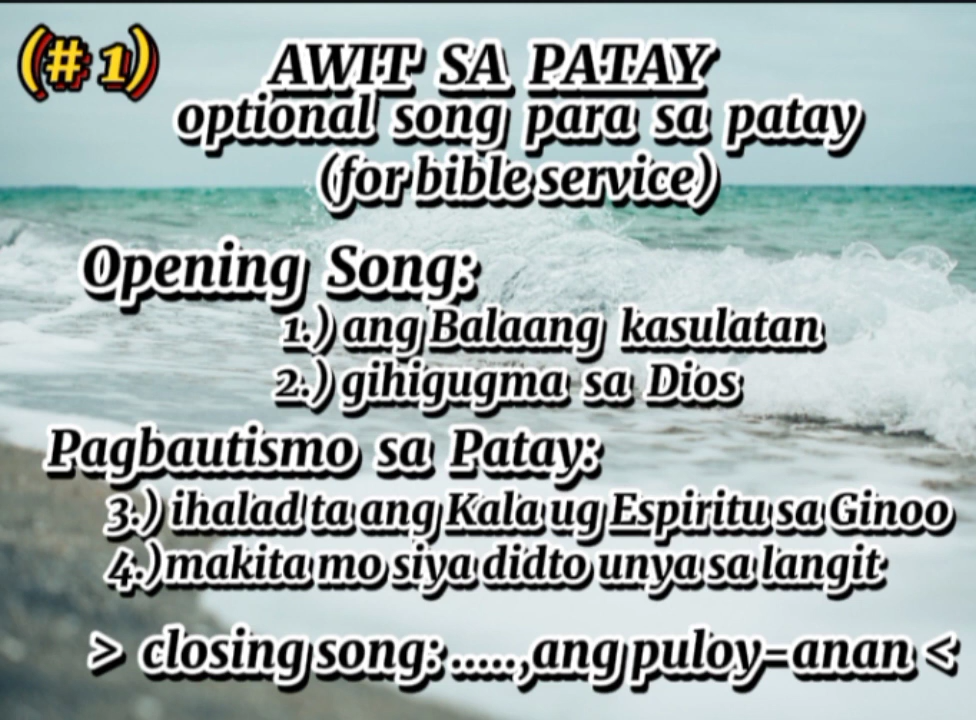 (# 1)
AWIT SA PATAY
optional song para sa patay
(for bible service)
Opening Song:
1.) ang Balaang kasulatan
2.) gihigugma sa Dios
Pagbautismo sa Patay:
3.) ihalad ta ang Kala ug Espiritu sa Ginoo
4.)makita mo siya didto unya sa langit
> closing song: .....,ang puloy-anan <